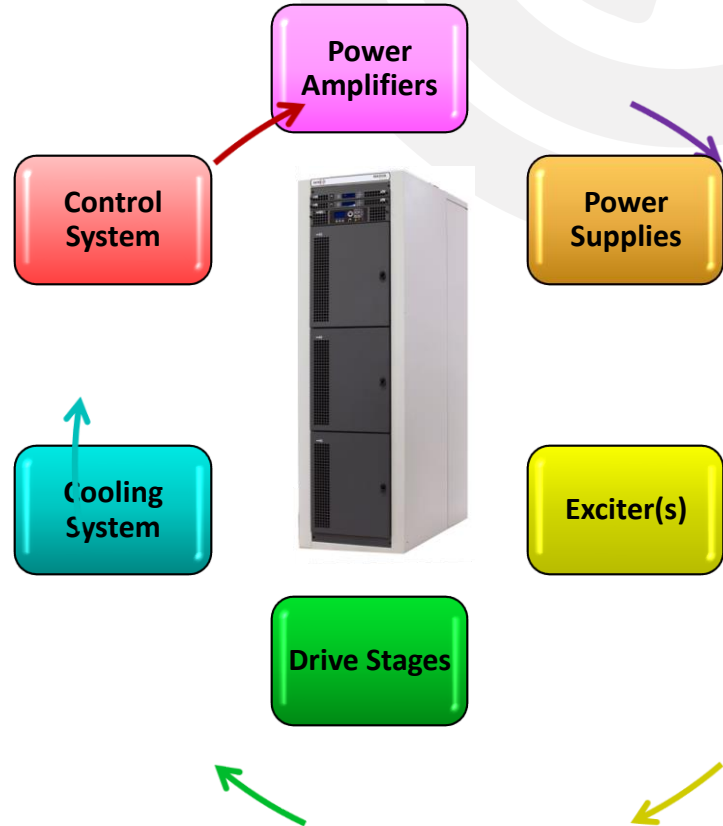 Power
Amplifiers
Control
System
Power
Supplies
Cooling
System
Exciter(s)
Drive Stages